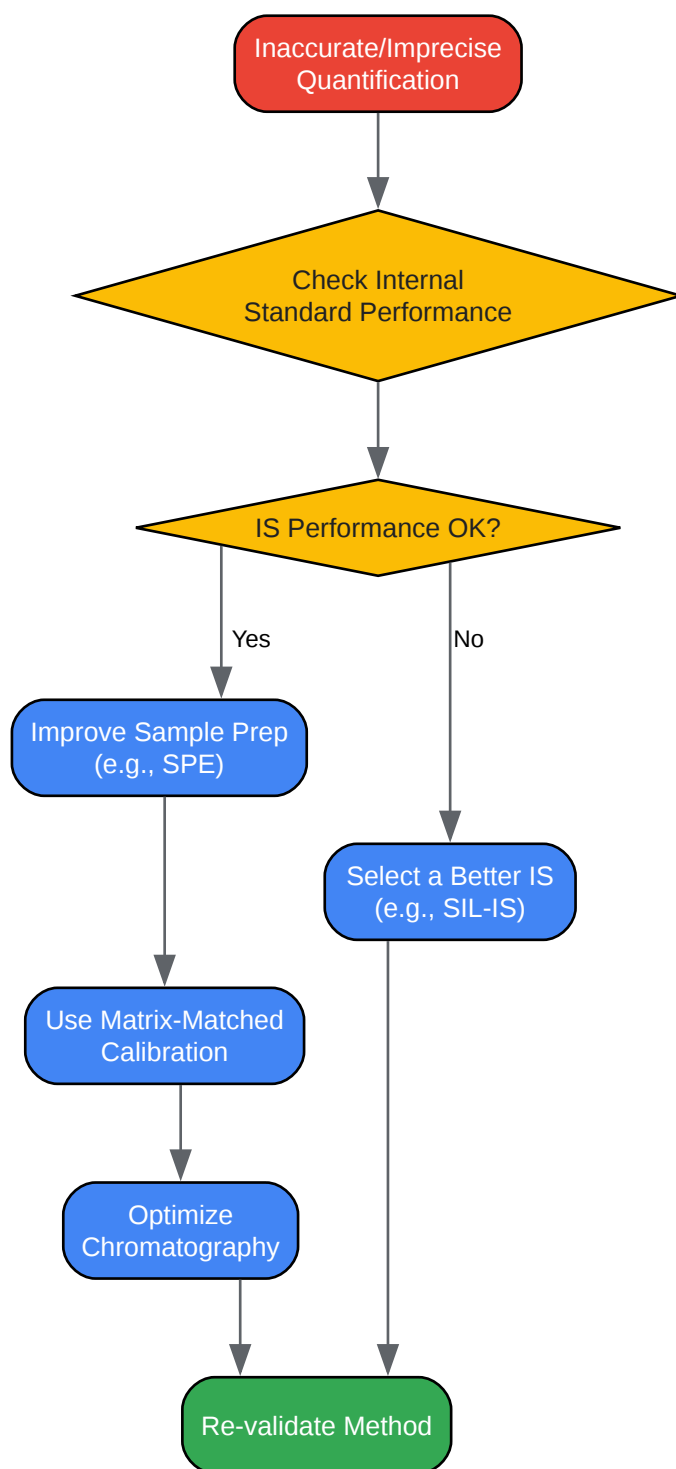 Inaccurate/Imprecise
Quantification
Check Internal
Standard Performance
IS Performance OK?
Yes
No
Improve Sample Prep
(e.g., SPE)
Select a Better IS
(e.g., SIL-IS)
Use Matrix-Matched
Calibration
Optimize
Chromatography
Re-validate Method